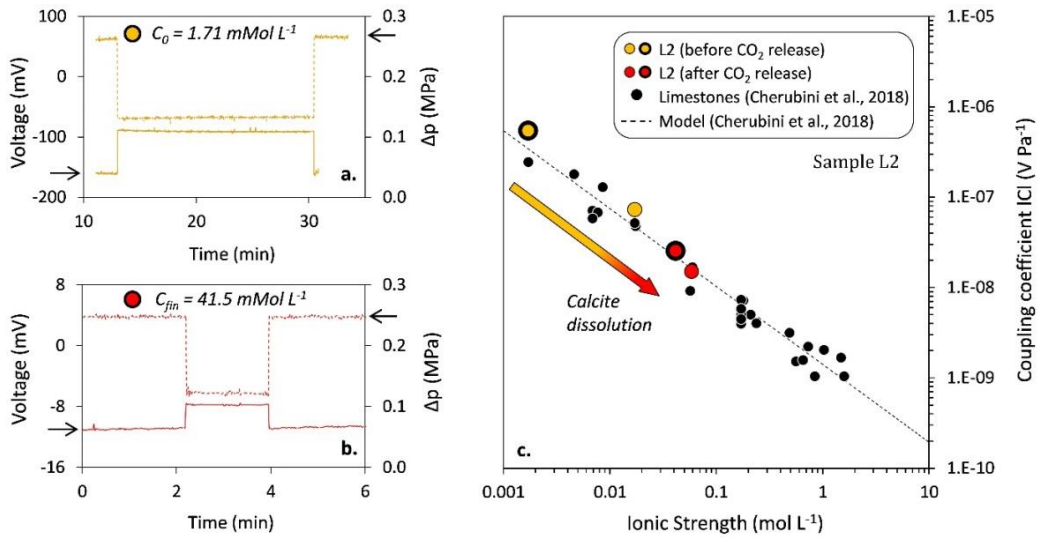 100
0.3
C₀ = 1.71 mMol L⁻¹
0
0.2
-100
0.1
-200
0.0
Voltage (mV)
Δp (MPa)
a.
10
20
30
Time (min)
8
0.3
C_fin = 41.5 mMol L⁻¹
0
0.2
-8
0.1
-16
0.0
Voltage (mV)
Δp (MPa)
b.
0
2
4
6
Time (min)
L2 (before CO₂ release)
L2 (after CO₂ release)
Limestones (Cherubini et al., 2018)
Model (Cherubini et al., 2018)
Sample L2
Calcite
dissolution
c.
1.E-05
1.E-06
1.E-07
1.E-08
1.E-09
1.E-10
Coupling coefficient ICI (V Pa⁻¹)
0.001
0.01
0.1
1
10
Ionic Strength (mol L⁻¹)